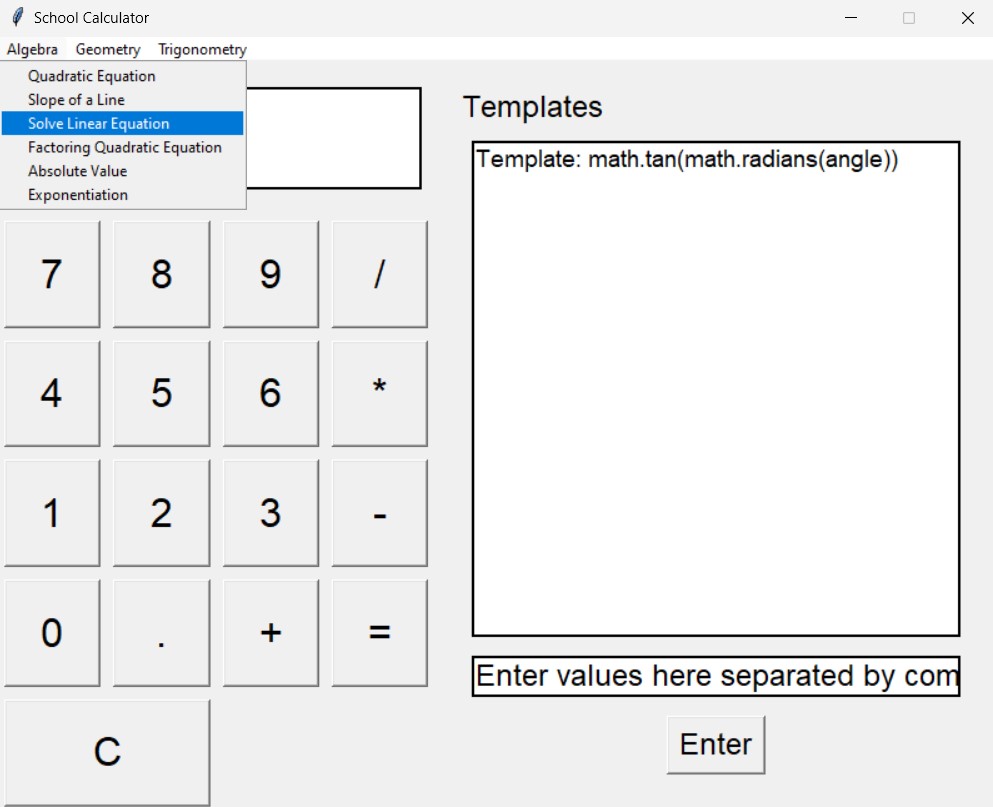 School Calculator
Algebra Geometry Trigonometry
Quadratic Equation
Slope of a Line
Solve Linear Equation
Factoring Quadratic Equation
Absolute Value
Exponentiation
Templates
Template: math.tan(math.radians(angle))
7 8 9 /
4 5 6 *
1 2 3 -
0 . + =
C
Enter values here separated by com
Enter